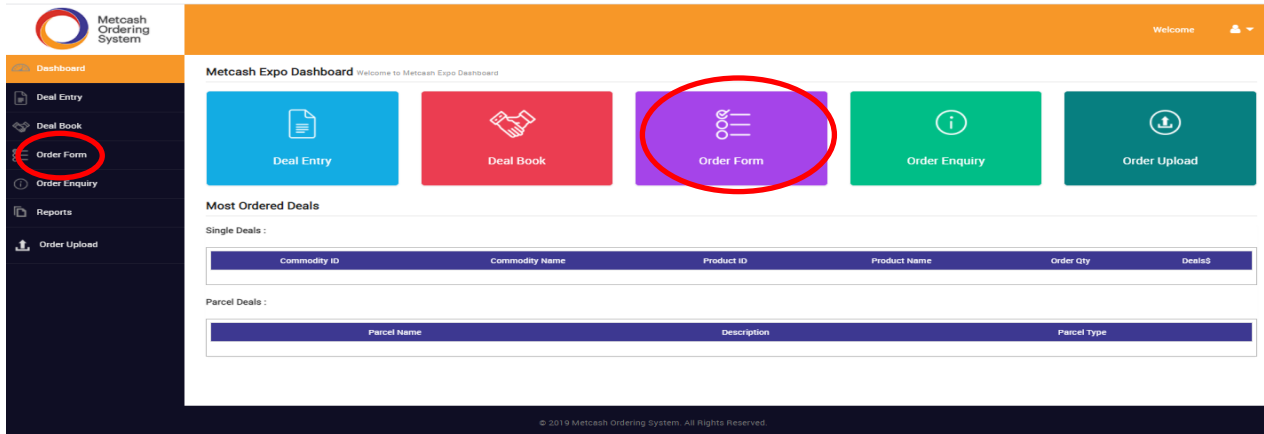 Metcash
Ordering
System
Welcome
Dashboard
Deal Entry
Deal Book
Order Form
Order Enquiry
Reports
Order Upload
Metcash Expo Dashboard Welcome to Metcash Expo Dashboard
Deal Entry Deal Book Order Form Order Enquiry Order Upload
Most Ordered Deals
Single Deals :
Commodity ID Commodity Name Product ID Product Name Order Qty Deals$
Parcel Deals :
Parcel Name Description Parcel Type
© 2019 Metcash Ordering System. All Rights Reserved.